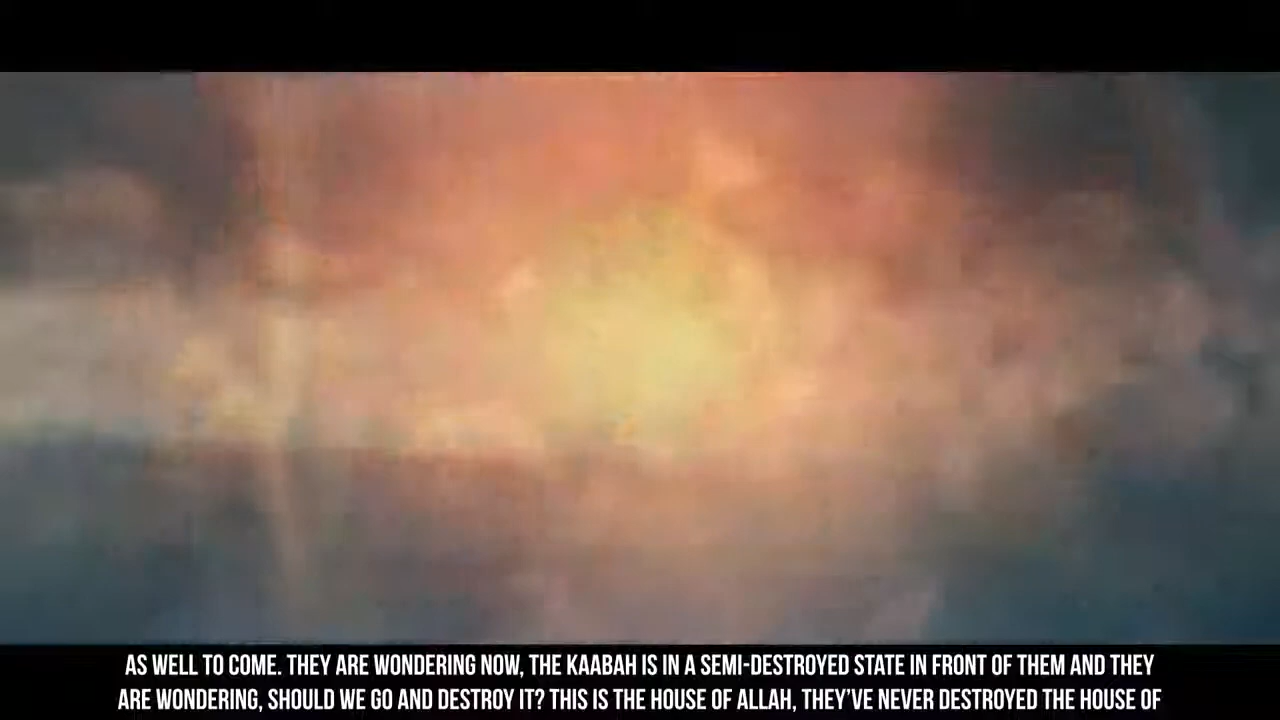 AS WELL TO COME. THEY ARE WONDERING NOW, THE KAABAH IS IN A SEMI-DESTROYED STATE IN FRONT OF THEM AND THEY
ARE WONDERING, SHOULD WE GO AND DESTROY IT? THIS IS THE HOUSE OF ALLAH, THEY'VE NEVER DESTROYED THE HOUSE OF